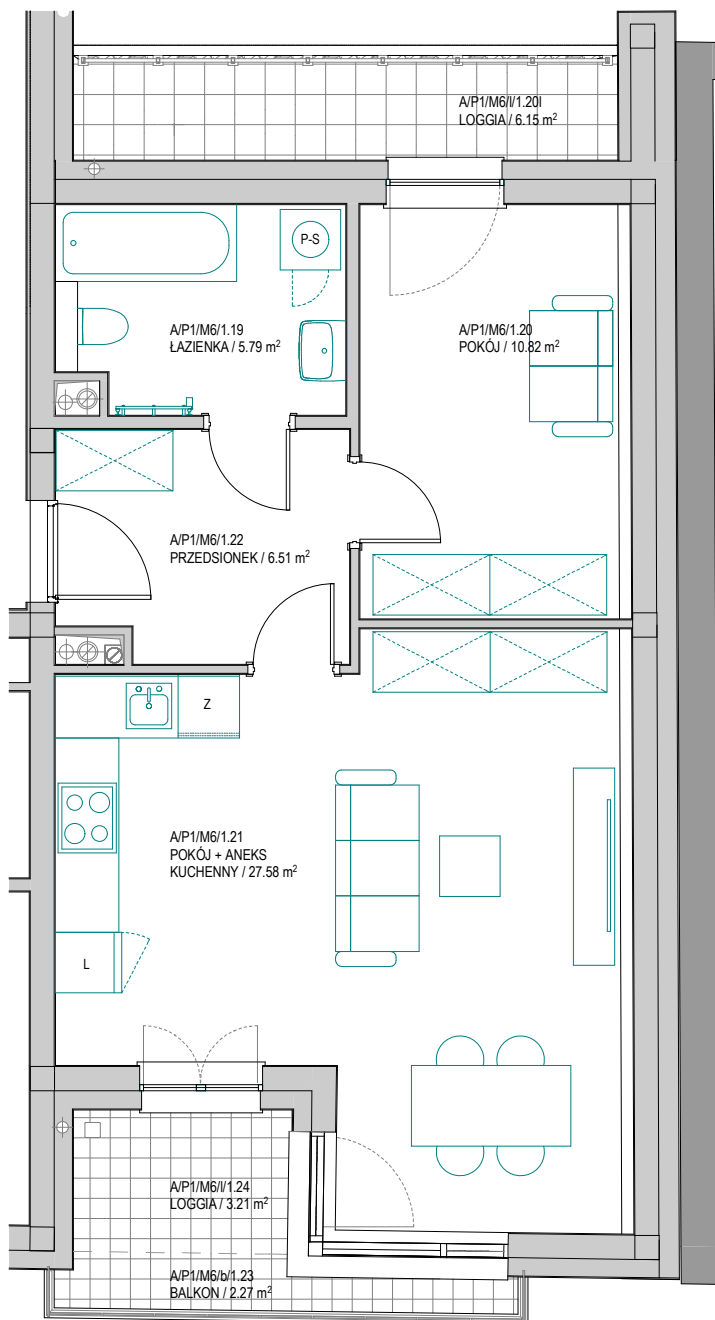 A/P1/M6/l/1.20l
LOGGIA / 6.15 m²
P-S
A/P1/M6/1.19
ŁAZIENKA / 5.79 m²
A/P1/M6/1.20
POKÓJ / 10.82 m²
A/P1/M6/1.22
PRZEDSIONEK / 6.51 m²
Z
A/P1/M6/1.21
POKÓJ + ANEKS
KUCHENNY / 27.58 m²
L
A/P1/M6/l/1.24
LOGGIA / 3.21 m²
A/P1/M6/b/1.23
BALKON / 2.27 m²